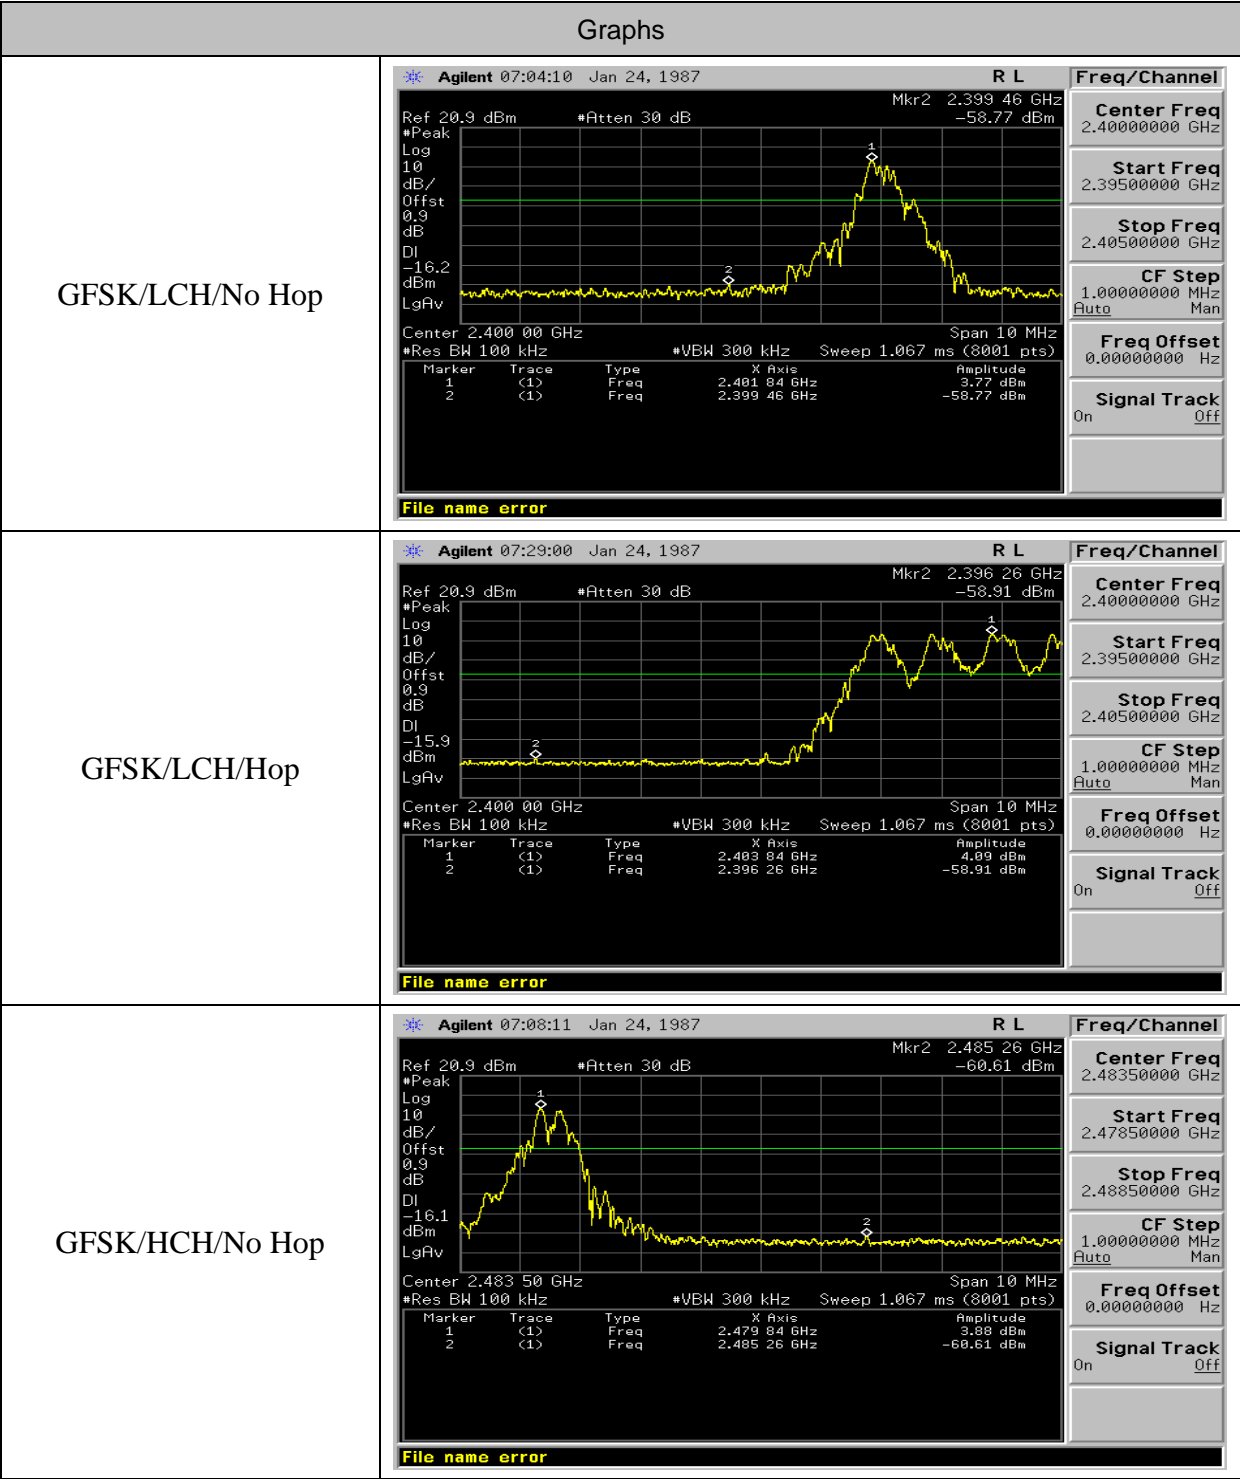 Graphs
GFSK/LCH/No Hop
Agilent 07:04:10 Jan 24, 1987 R L Freq/Channel
Mkr2 2.399 46 GHz
Ref 20.9 dBm #Atten 30 dB -58.77 dBm
#Peak
Log
10
dB/
Offst
0.9
dB
DI
-16.2
dBm
LgAv
1
2
Center 2.400 00 GHz Span 10 MHz
#Res BW 100 kHz #VBW 300 kHz Sweep 1.067 ms (8001 pts)
Marker Trace Type X Axis Amplitude
1 (1) Freq 2.401 84 GHz 3.77 dBm
2 (1) Freq 2.399 46 GHz -58.77 dBm
File name error
Center Freq
2.40000000 GHz
Start Freq
2.39500000 GHz
Stop Freq
2.40500000 GHz
CF Step
1.00000000 MHz
Auto Man
Freq Offset
0.00000000 Hz
Signal Track
On Off
GFSK/LCH/Hop
Agilent 07:29:00 Jan 24, 1987 R L Freq/Channel
Mkr2 2.396 26 GHz
Ref 20.9 dBm #Atten 30 dB -58.91 dBm
#Peak
Log
10
dB/
Offst
0.9
dB
DI
-15.9
dBm
LgAv
1
2
Center 2.400 00 GHz Span 10 MHz
#Res BW 100 kHz #VBW 300 kHz Sweep 1.067 ms (8001 pts)
Marker Trace Type X Axis Amplitude
1 (1) Freq 2.403 84 GHz 4.09 dBm
2 (1) Freq 2.396 26 GHz -58.91 dBm
File name error
Center Freq
2.40000000 GHz
Start Freq
2.39500000 GHz
Stop Freq
2.40500000 GHz
CF Step
1.00000000 MHz
Auto Man
Freq Offset
0.00000000 Hz
Signal Track
On Off
GFSK/HCH/No Hop
Agilent 07:08:11 Jan 24, 1987 R L Freq/Channel
Mkr2 2.485 26 GHz
Ref 20.9 dBm #Atten 30 dB -60.61 dBm
#Peak
Log
10
dB/
Offst
0.9
dB
DI
-16.1
dBm
LgAv
1
2
Center 2.483 50 GHz Span 10 MHz
#Res BW 100 kHz #VBW 300 kHz Sweep 1.067 ms (8001 pts)
Marker Trace Type X Axis Amplitude
1 (1) Freq 2.479 84 GHz 3.88 dBm
2 (1) Freq 2.485 26 GHz -60.61 dBm
File name error
Center Freq
2.48350000 GHz
Start Freq
2.47850000 GHz
Stop Freq
2.48850000 GHz
CF Step
1.00000000 MHz
Auto Man
Freq Offset
0.00000000 Hz
Signal Track
On Off